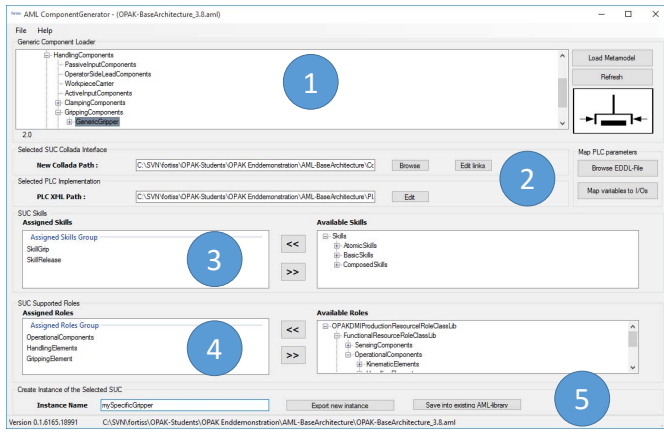 fortiss AML ComponentGenerator - (OPAK-BaseArchitecture_3.8.aml)
File Help
Generic Component Loader
HandlingComponents
PassiveInputComponents
OperatorSideLeadComponents
WorkpieceCarrier
ActiveInputComponents
ClampingComponents
GrippingComponents
GenericGripper
2.0
1
Load Metamodel
Refresh
Selected SUC Collada Interface
New Collada Path :
C:\SVN\fortiss\OPAK-Students\OPAK Enddemonstration\AML-BaseArchitecture\Cc
Browse
Edit links
2
Selected PLC Implementation
PLC XML Path :
C:\SVN\fortiss\OPAK-Students\OPAK Enddemonstration\AML-BaseArchitecture\PL
Edit
Map PLC parameters
Browse EDDL-File
Map variables to I/Os
SUC Skills
Assigned Skills
Assigned Skills Group
SkillGrip
SkillRelease
3
<<
>>
Available Skills
Skills
AtomicSkills
BasicSkills
ComposedSkills
SUC Supported Roles
Assigned Roles
Assigned Roles Group
OperationalComponents
HandlingElements
GrippingElement
4
<<
>>
Available Roles
OPAKDMIProductionResourcelRoleClassLib
FunctionalResourceRoleClassLib
SensingComponents
OperationalComponents
KinematicElements
Create Instance of the Selected SUC
Instance Name
mySpecificGripper
Export new instance
Save into existing AML-library
5
Version 0.1.6165.18991 C:\SVN\fortiss\OPAK-Students\OPAK Enddemonstration\AML-BaseArchitecture\OPAK-BaseArchitecture_3.8.aml